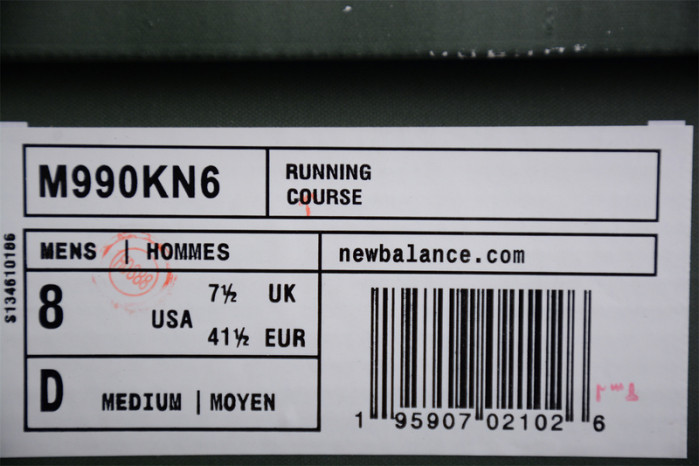 M990KN6
RUNNING
COURSE
MENS | HOMMES
newbalance.com
8 USA 7½ UK
41½ EUR
D MEDIUM | MOYEN
1 95907 02102 6
S134610106